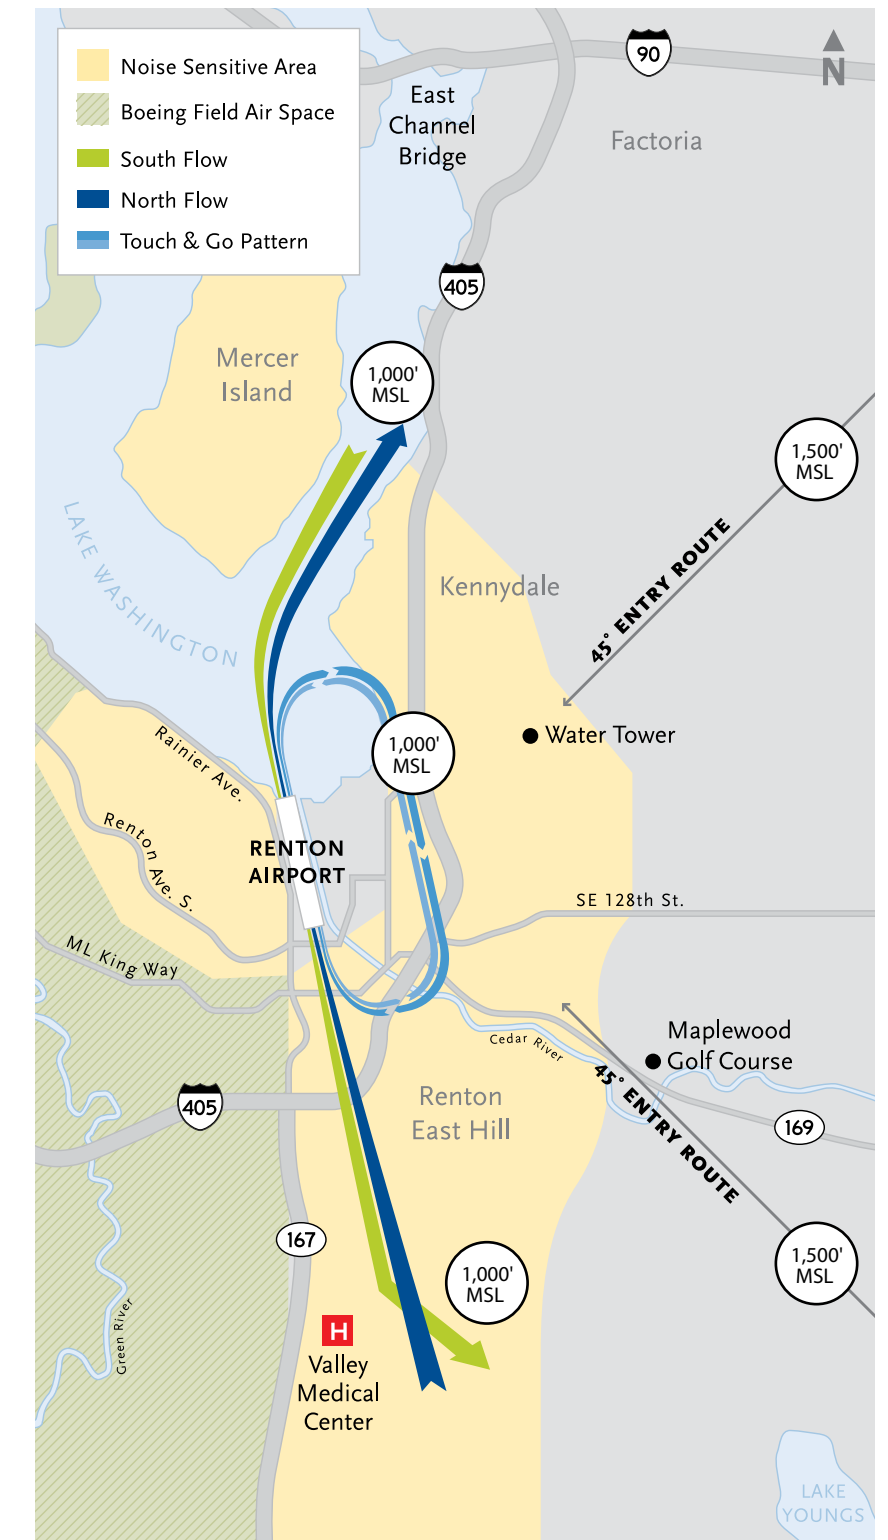 Noise Sensitive Area
Boeing Field Air Space
South Flow
North Flow
Touch & Go Pattern
90
N
East
Channel
Bridge
Factoria
405
Mercer
Island
1,000'
MSL
1,500'
MSL
LAKE WASHINGTON
45° ENTRY ROUTE
Kennydale
Water Tower
1,000'
MSL
Rainier Ave.
Renton Ave. S.
RENTON
AIRPORT
SE 128th St.
ML King Way
Cedar River
Maplewood
Golf Course
45° ENTRY ROUTE
405
Renton
East Hill
169
167
1,000'
MSL
1,500'
MSL
Green River
H
Valley
Medical
Center
LAKE
YOUNGS